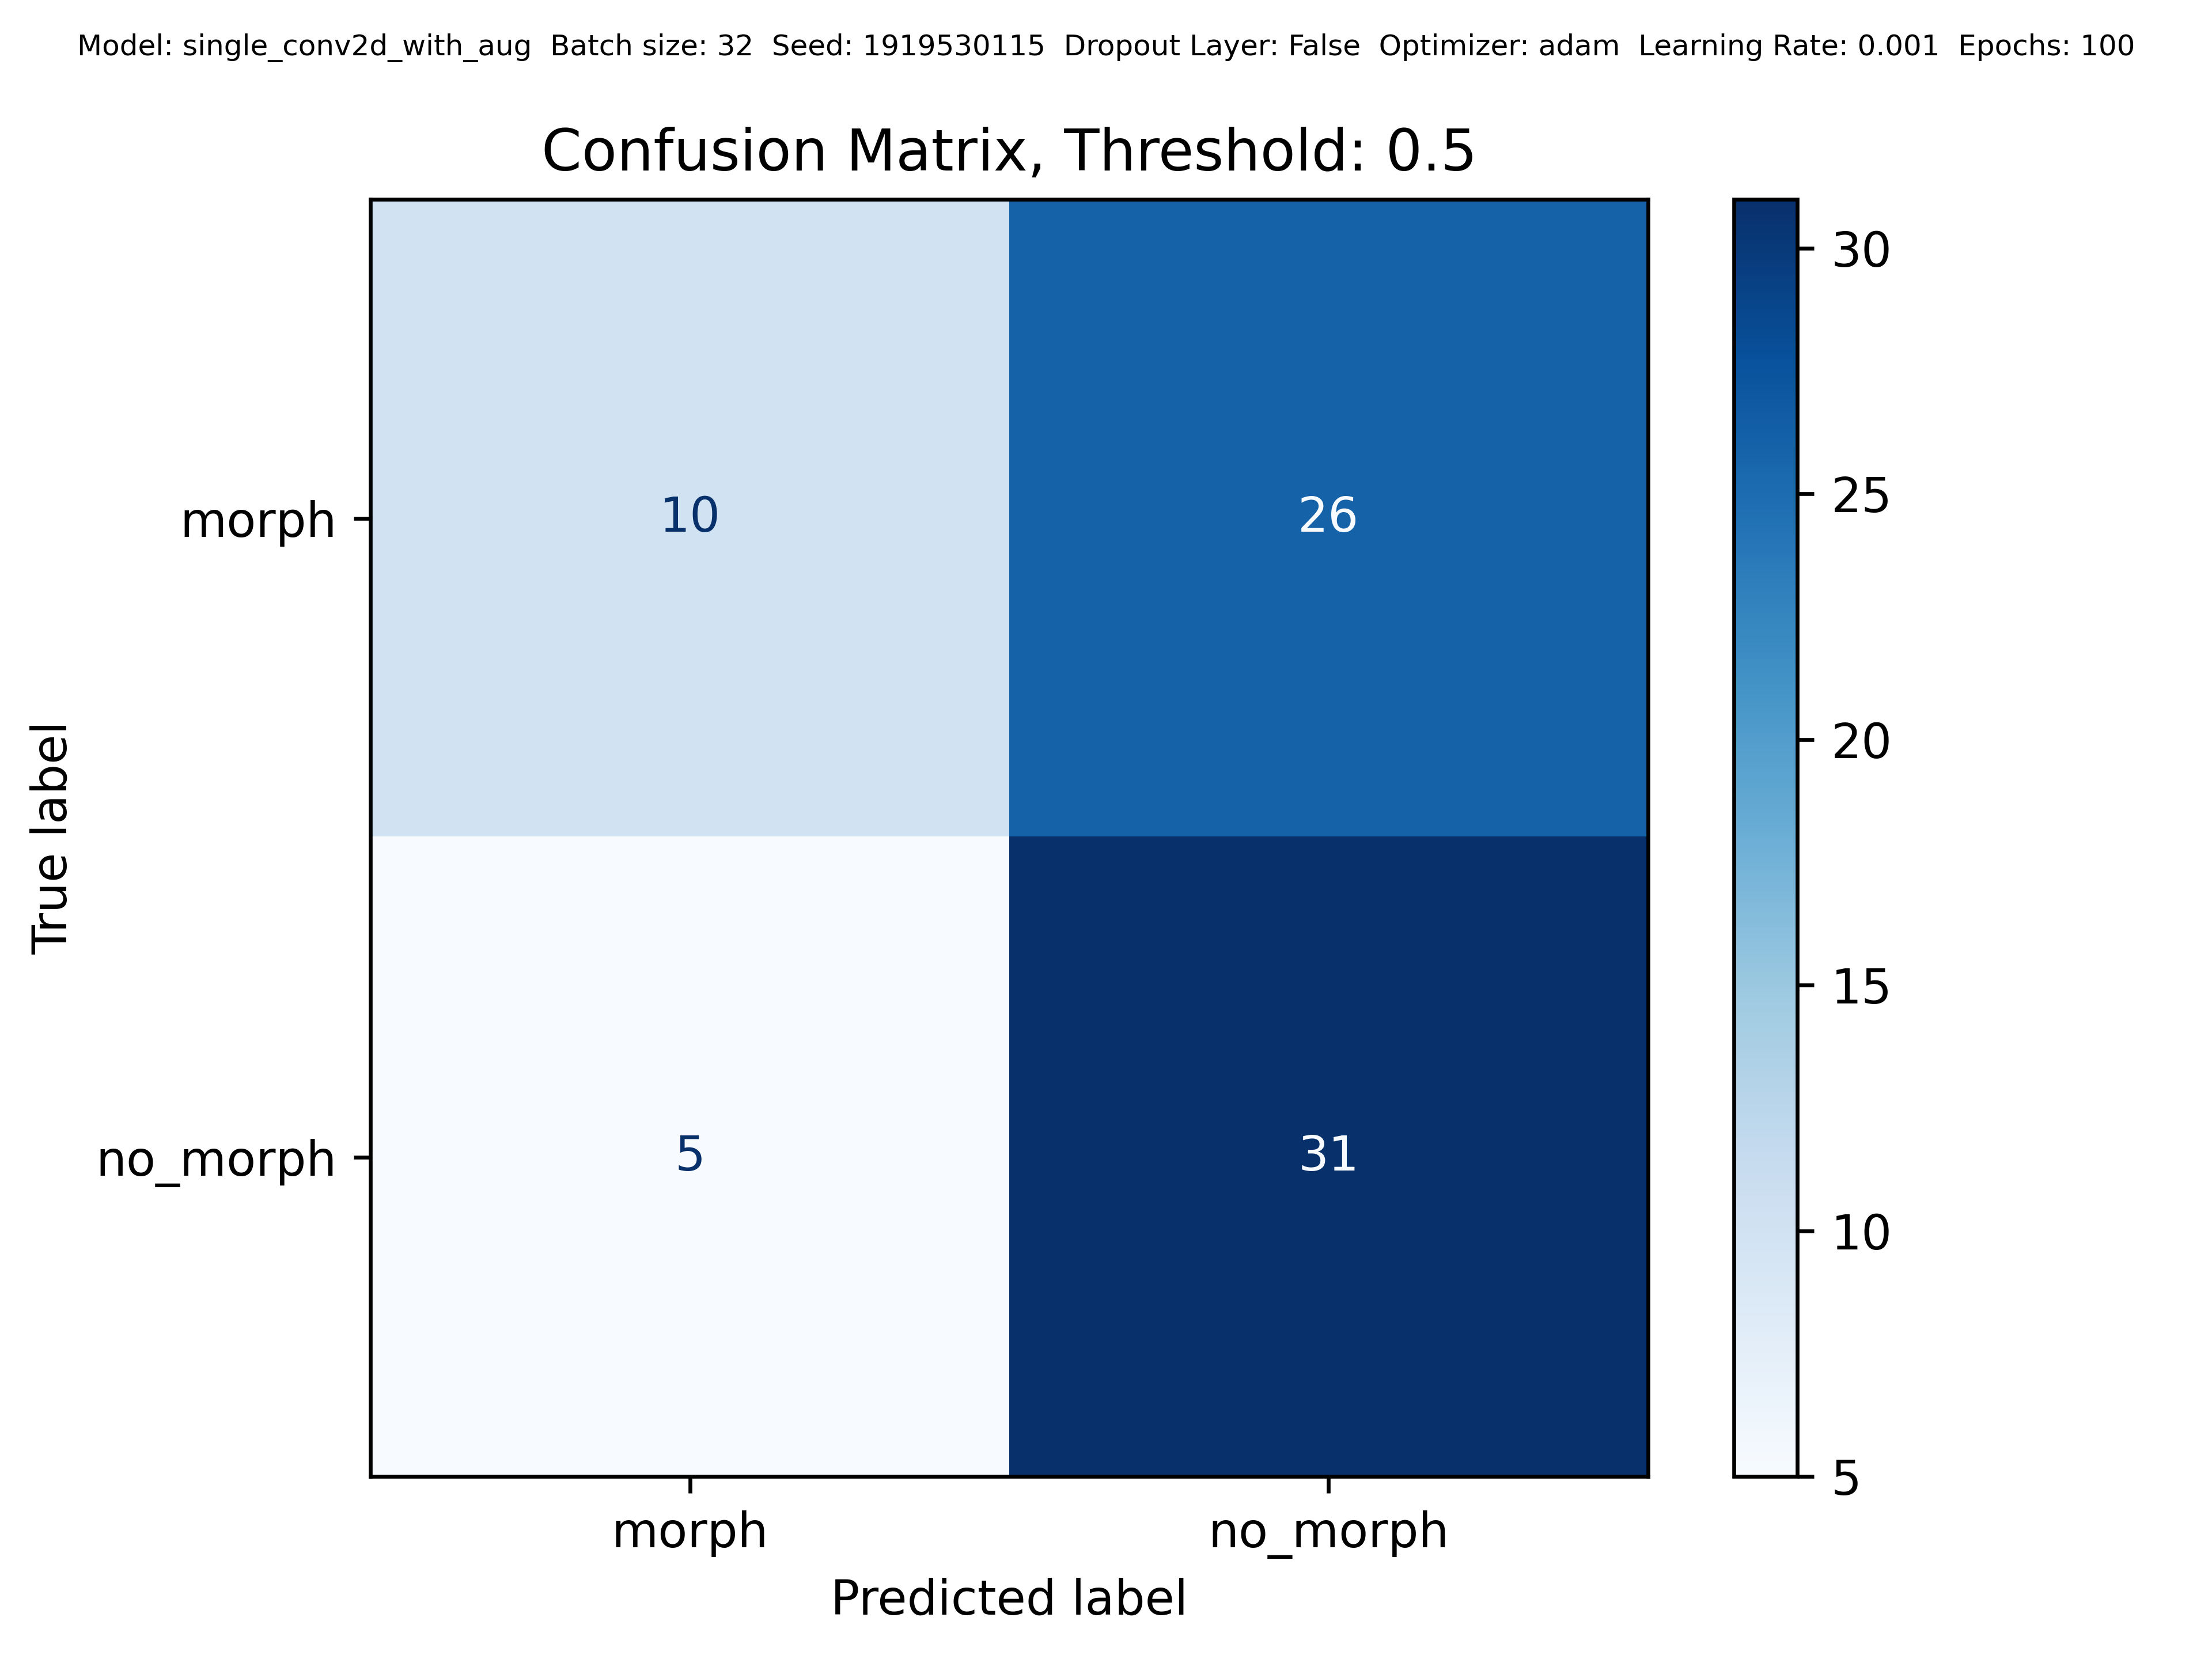 Model: single_conv2d_with_aug  Batch size: 32  Seed: 1919530115  Dropout Layer: False  Optimizer: adam  Learning Rate: 0.001  Epochs: 100
Confusion Matrix, Threshold: 0.5
True label
morph
10
26
no_morph
5
31
morph
no_morph
Predicted label
30
25
20
15
10
5